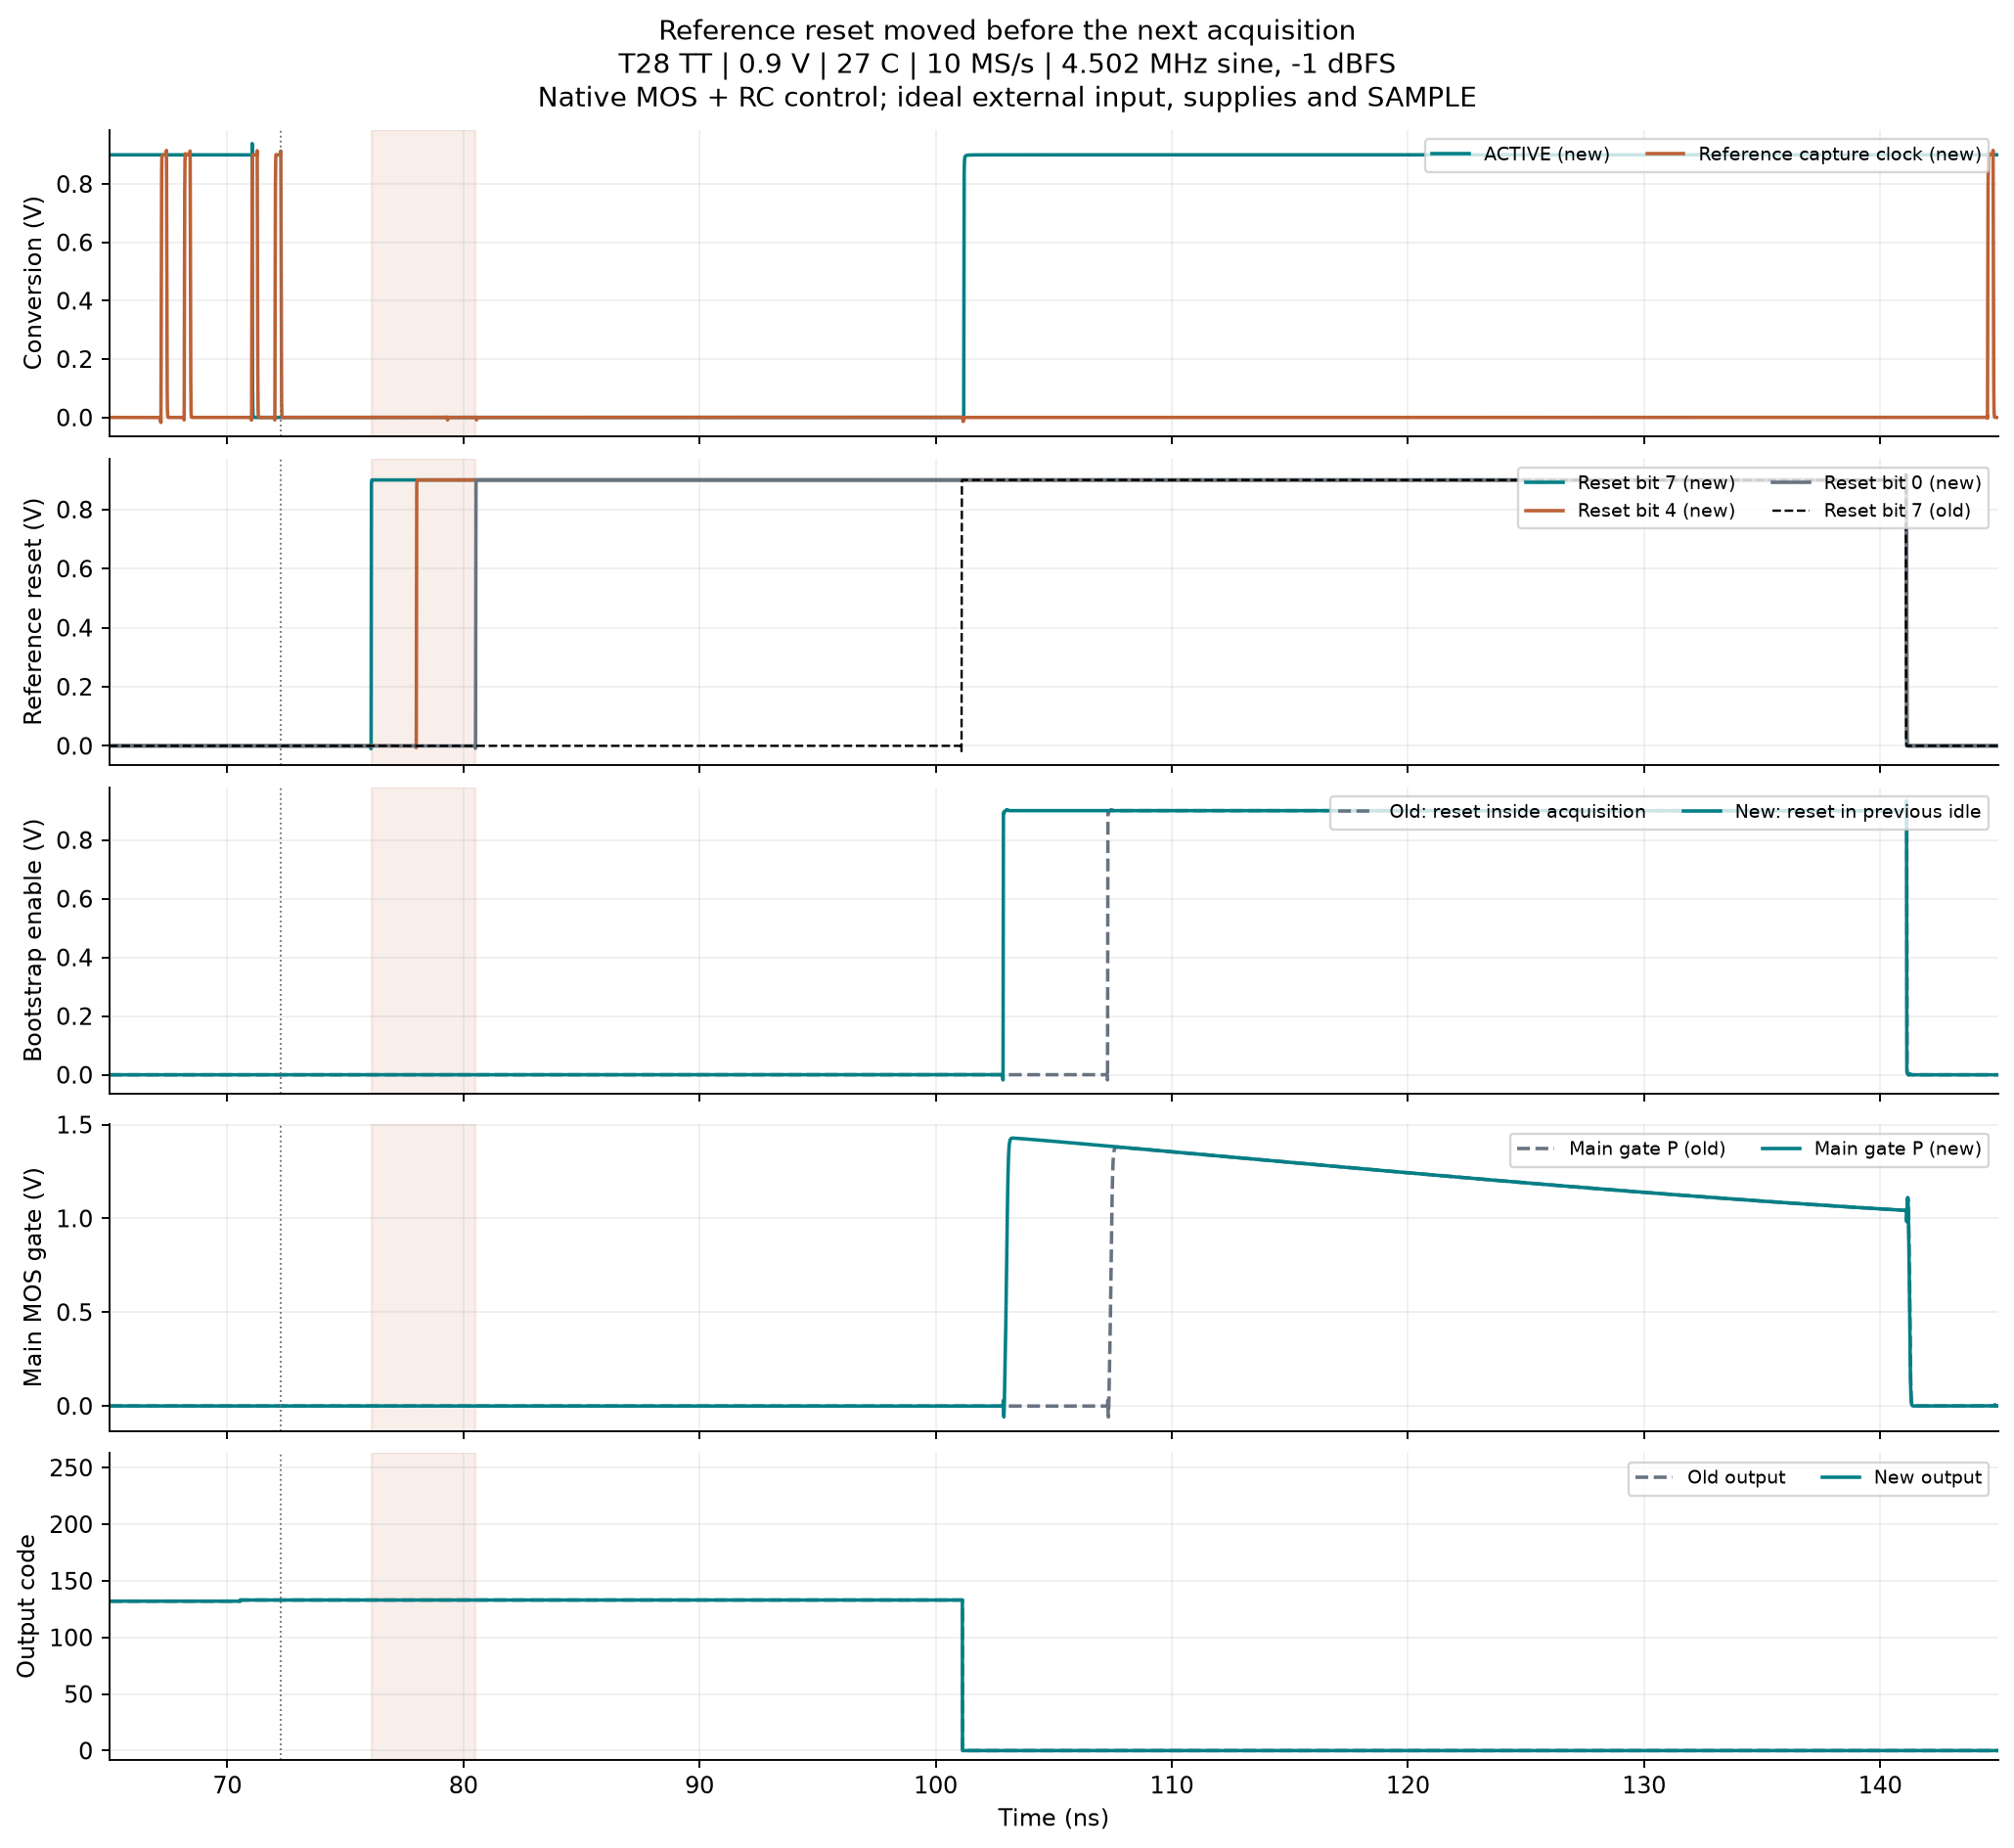 Reference reset moved before the next acquisition
T28 TT | 0.9 V | 27 C | 10 MS/s | 4.502 MHz sine, -1 dBFS
Native MOS + RC control; ideal external input, supplies and SAMPLE
Conversion (V)
0.8
0.6
0.4
0.2
0.0
ACTIVE (new)
Reference capture clock (new)
Reference reset (V)
0.8
0.6
0.4
0.2
0.0
Reset bit 7 (new)
Reset bit 0 (new)
Reset bit 4 (new)
Reset bit 7 (old)
Bootstrap enable (V)
0.8
0.6
0.4
0.2
0.0
Old: reset inside acquisition
New: reset in previous idle
Main MOS gate (V)
1.5
1.0
0.5
0.0
Main gate P (old)
Main gate P (new)
Output code
250
200
150
100
50
0
Old output
New output
70
80
90
100
110
120
130
140
Time (ns)